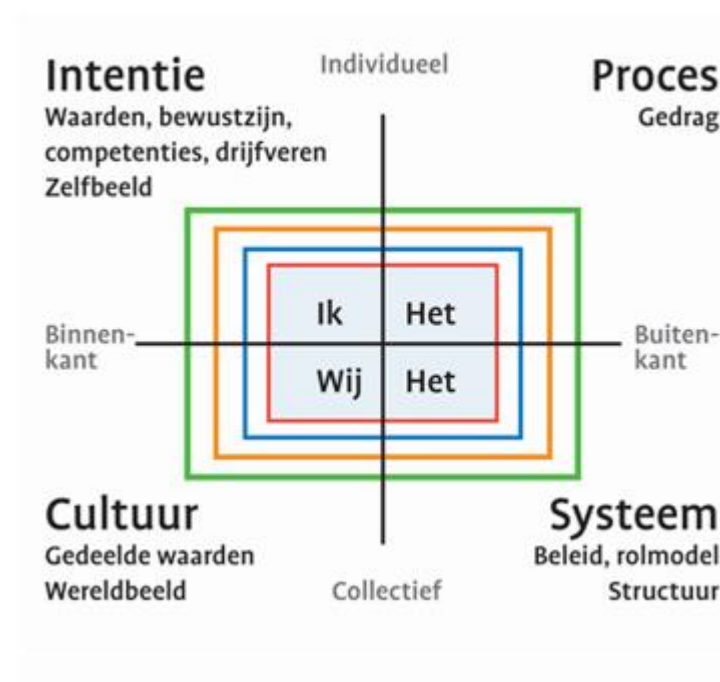 Intentie
Waarden, bewustzijn,
competenties, drijfveren
Zelfbeeld
Individueel
Proces
Gedrag
Binnen-
kant
Ik
Het
Wij
Het
Buiten-
kant
Cultuur
Gedeelde waarden
Wereldbeeld
Collectief
Systeem
Beleid, rolmodel
Structuur